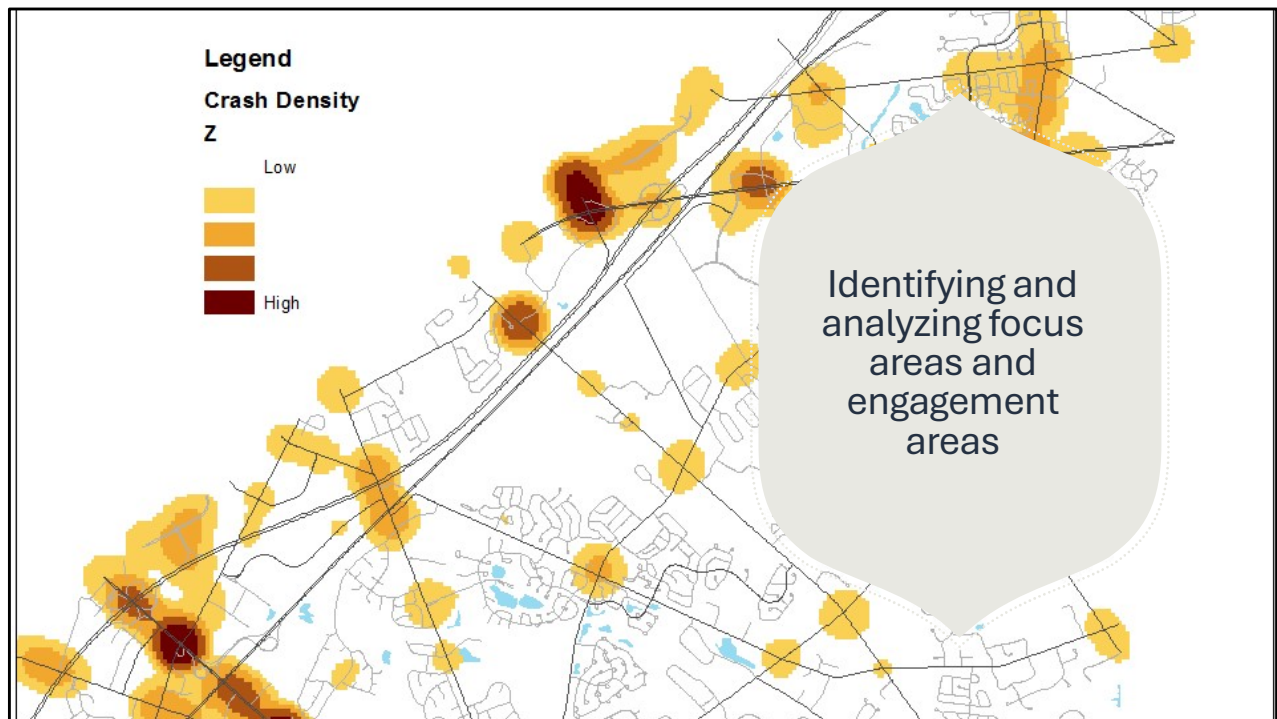 Legend
Crash Density
Z
Low
High
Identifying and
analyzing focus
areas and
engagement
areas